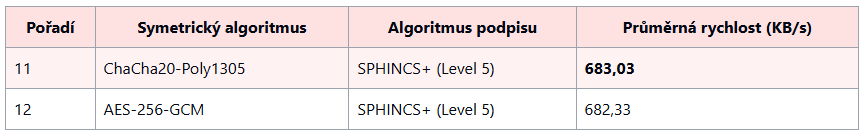 Pořadí Symetrický algoritmus Algoritmus podpisu Průměrná rychlost (KB/s)
11 ChaCha20-Poly1305 SPHINCS+ (Level 5) 683,03
12 AES-256-GCM SPHINCS+ (Level 5) 682,33